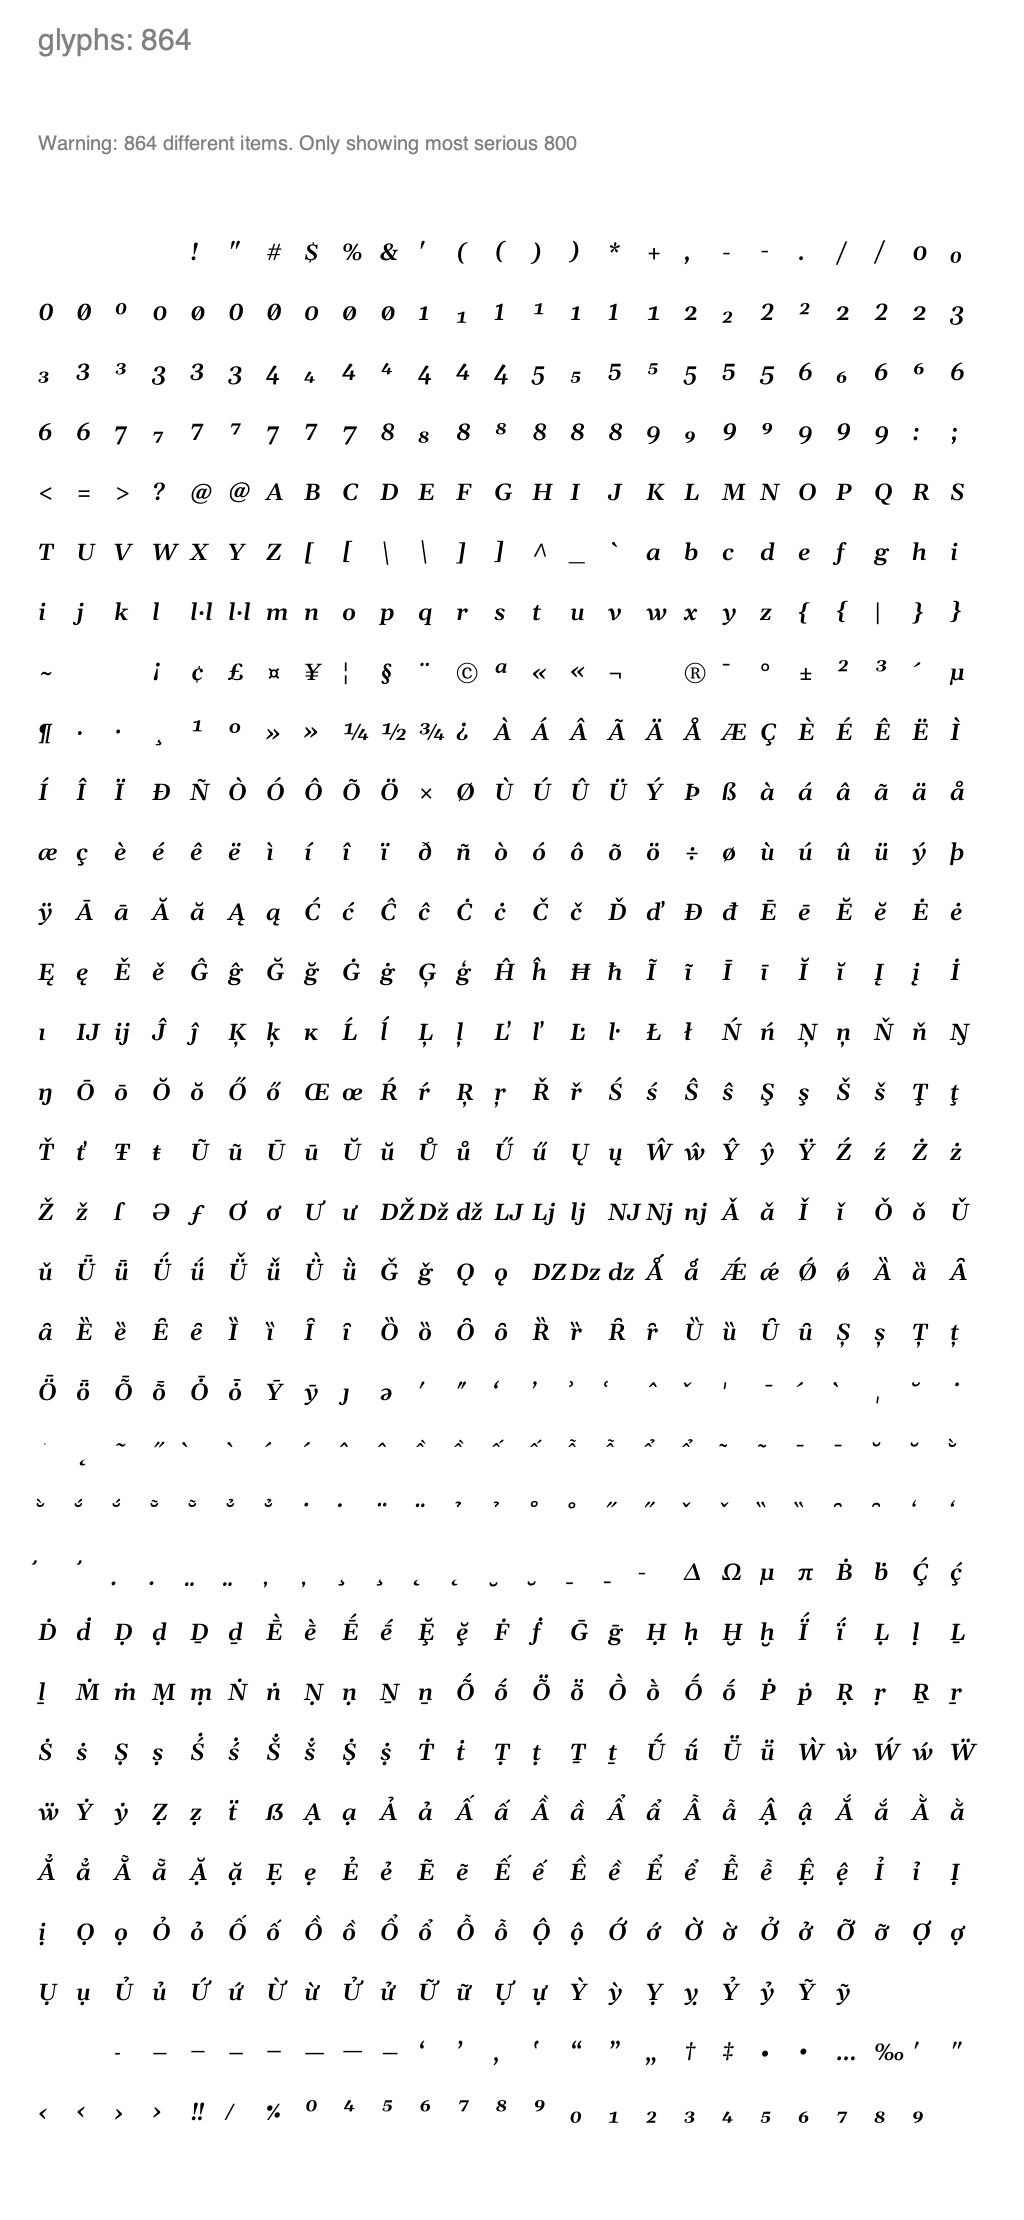 glyphs: 864
Warning: 864 different items. Only showing most serious 800
! " # $ % & ' ( ( ) ) * + , - - . / / 0 ₀
0 0 ⁰ 0 0 0 0 0 0 0 1 ₁ 1 ¹ 1 1 1 2 ₂ 2 ² 2 2 2 3
₃ 3 ³ 3 3 3 4 ₄ 4 ⁴ 4 4 4 5 ₅ 5 ⁵ 5 5 5 6 ₆ 6 ⁶ 6
6 6 7 ₇ 7 ⁷ 7 7 7 8 ₈ 8 ⁸ 8 8 8 9 ₉ 9 ⁹ 9 9 9 : ;
< = > ? @ @ A B C D E F G H I J K L M N O P Q R S
T U V W X Y Z [ [ \ \ ] ] ^ _ ` a b c d e f g h i
i j k l l·l l·l m n o p q r s t u v w x y z { { | } }
~ ¡ ¢ £ ¤ ¥ ¦ § ¨ © ª « « ¬ ® ¯ ° ± ² ³ ´ µ
¶ · · ¸ ¹ º » » ¼ ½ ¾ ¿ À Á Â Ã Ä Å Æ Ç È É Ê Ë Ì
Í Î Ï Ð Ñ Ò Ó Ô Õ Ö × Ø Ù Ú Û Ü Ý Þ ß à á â ã ä å
æ ç è é ê ë ì í î ï ð ñ ò ó ô õ ö ÷ ø ù ú û ü ý þ
ÿ Ā ā Ă ă Ą ą Ć ć Ĉ ĉ Ċ ċ Č č Ď ď Đ đ Ē ē Ĕ ĕ Ė ė
Ę ę Ě ě Ĝ ĝ Ğ ğ Ġ ġ Ģ ģ Ĥ ĥ Ħ ħ Ĩ ĩ Ī ī Ĭ ĭ Į į İ
ı Ĳ ĳ Ĵ ĵ Ķ ķ ĸ Ĺ ĺ Ļ ļ Ľ ľ Ŀ ŀ Ł ł Ń ń Ņ ņ Ň ň Ŋ
ŋ Ō ō Ŏ ŏ Ő ő Œ œ Ŕ ŕ Ŗ ŗ Ř ř Ś ś Ŝ ŝ Ş ş Š š Ţ ţ
Ť ť Ŧ ŧ Ũ ũ Ū ū Ŭ ŭ Ů ů Ű ű Ų ų Ŵ ŵ Ŷ ŷ Ÿ Ź ź Ż ż
Ž ž ſ Ə ƒ Ơ ơ Ư ư Ǆ ǅ ǆ Ǉ ǈ ǉ Ǌ ǋ ǌ Ǎ ǎ Ǐ ǐ Ǒ ǒ Ǔ
ǔ Ǖ ǖ Ǘ ǘ Ǚ ǚ Ǜ ǜ Ǧ ǧ Ǫ ǫ Ǳ ǲ ǳ Ǻ ǻ Ǽ ǽ Ǿ ǿ Ȁ ȁ Ȃ
ȃ Ȅ ȅ Ȇ ȇ Ȉ ȉ Ȋ ȋ Ȍ ȍ Ȏ ȏ Ȑ ȑ Ȓ ȓ Ȕ ȕ Ȗ ȗ Ș ș Ț ț
Ȫ ȫ Ȭ ȭ Ȱ ȱ Ȳ ȳ ȷ ə ʹ ʺ ʻ ʼ ʾ ʿ ˆ ˇ ˈ ˉ ˊ ˋ ˌ ˘ ˙
Δ Ω μ π Ḃ ḃ Ḉ ḉ
Ḋ ḋ Ḍ ḍ Ḏ ḏ Ḕ ḕ Ḗ ḗ Ḝ ḝ Ḟ ḟ Ḡ ḡ Ḥ ḥ Ḫ ḫ Ḯ ḯ Ḷ ḷ Ḻ
ḻ Ṁ ṁ Ṃ ṃ Ṅ ṅ Ṇ ṇ Ṉ ṉ Ṍ ṍ Ṏ ṏ Ṑ ṑ Ṓ ṓ Ṗ ṗ Ṛ ṛ Ṟ ṟ
Ṡ ṡ Ṣ ṣ Ṥ ṥ Ṧ ṧ Ṩ ṩ Ṫ ṫ Ṭ ṭ Ṯ ṯ Ṹ ṹ Ṻ ṻ Ẁ ẁ Ẃ ẃ Ẅ
ẅ Ẏ ẏ Ẓ ẓ ẗ ẞ Ạ ạ Ả ả Ấ ấ Ầ ầ Ẩ ẩ Ẫ ẫ Ậ ậ Ắ ắ Ằ ằ
Ẳ ẳ Ẵ ẵ Ặ ặ Ẹ ẹ Ẻ ẻ Ẽ ẽ Ế ế Ề ề Ể ể Ễ ễ Ệ ệ Ỉ ỉ Ị
ị Ọ ọ Ỏ ỏ Ố ố Ồ ồ Ổ ổ Ỗ ỗ Ộ ộ Ớ ớ Ờ ờ Ở ở Ỡ ỡ Ợ ợ
Ụ ụ Ủ ủ Ứ ứ Ừ ừ Ử ử Ữ ữ Ự ự Ỳ ỳ Ỵ ỵ Ỷ ỷ Ỹ ỹ
‐ ‒ ‒ – – — — ― ‘ ’ ‚ ‛ “ ” „ † ‡ • • … ‰ ′ ″
‹ ‹ › › ‼ ⁄ ⁒ ⁰ ⁴ ⁵ ⁶ ⁷ ⁸ ⁹ ₀ ₁ ₂ ₃ ₄ ₅ ₆ ₇ ₈ ₉